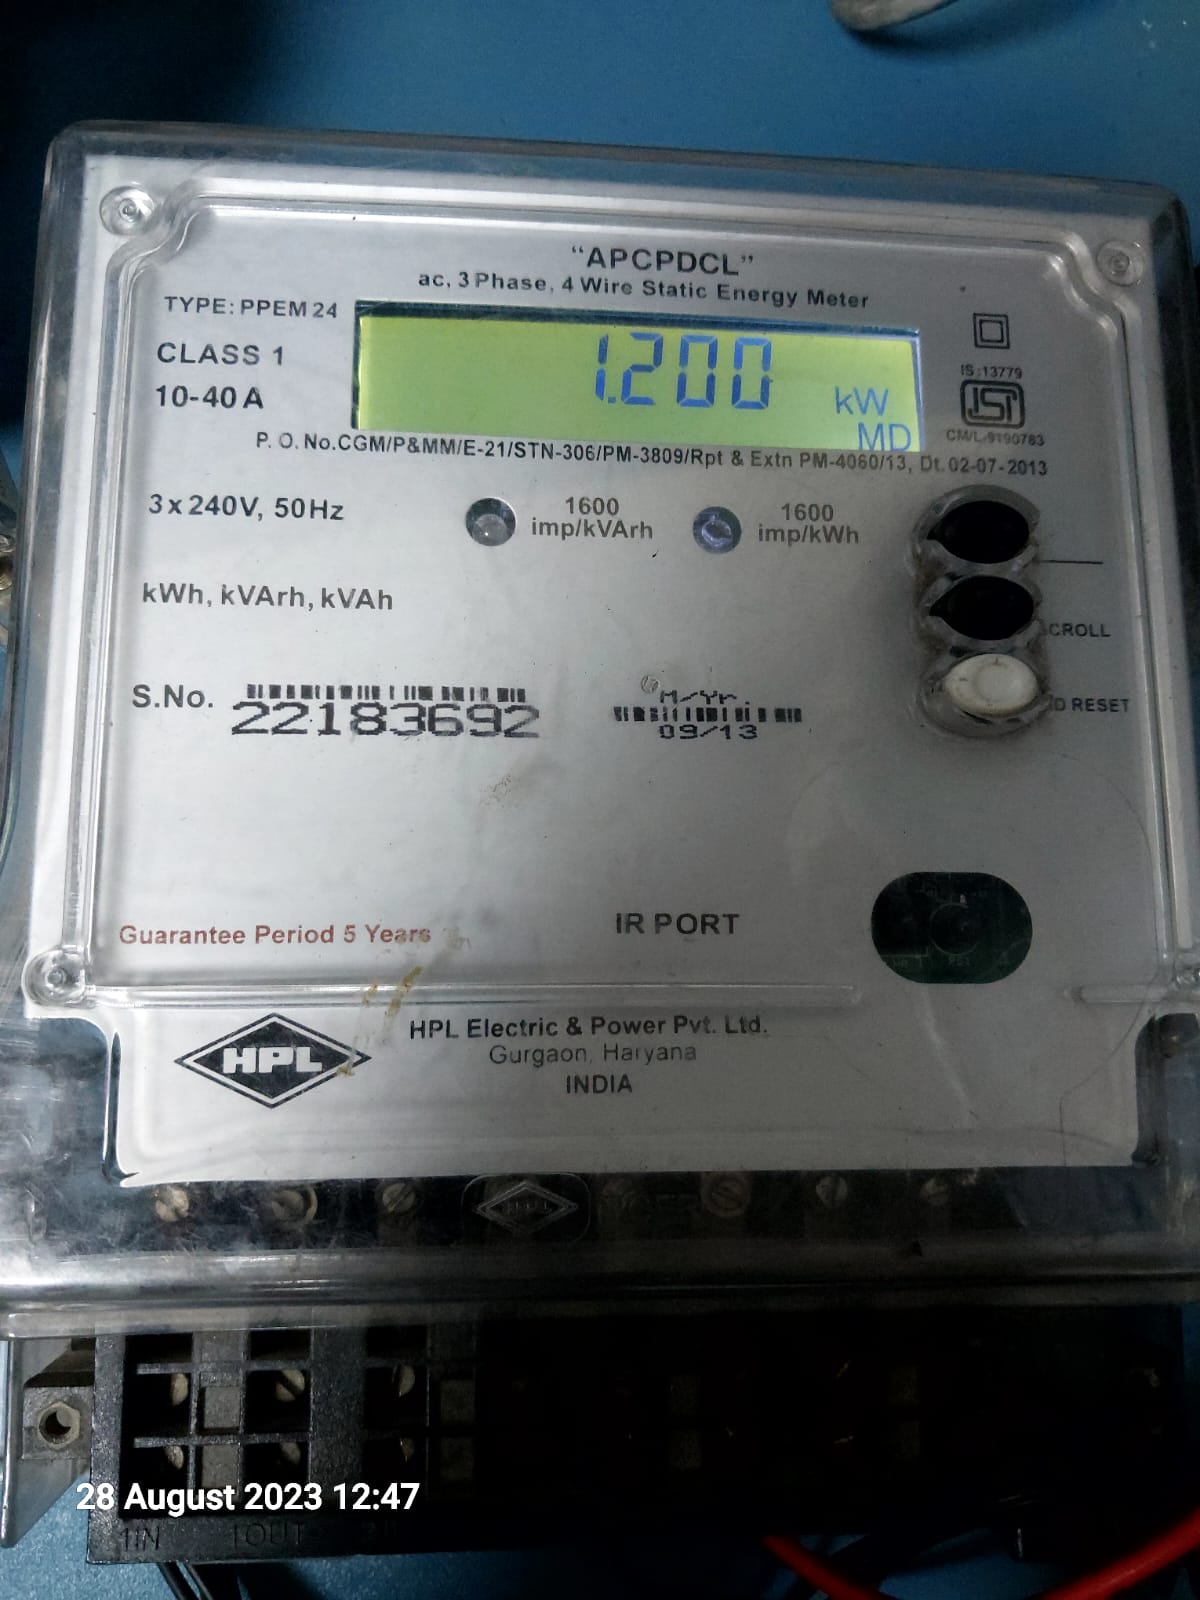 “APCPDCL”
ac, 3 Phase, 4 Wire Static Energy Meter
TYPE: PPEM 24
CLASS 1
10-40 A
1.200
kW
MD
IS:13779
ISI
CM/L-9190783
P. O. No.CGM/P&MM/E-21/STN-306/PM-3809/Rpt & Extn PM-4060/13, Dt. 02-07-2013
3 x 240V, 50Hz
1600
imp/kVArh
1600
imp/kWh
kWh, kVArh, kVAh
CROLL
S.No. 22183692
M/Yr.
09/13
D RESET
Guarantee Period 5 Years
IR PORT
HPL
HPL Electric & Power Pvt. Ltd.
Gurgaon, Haryana
INDIA
HPL
28 August 2023 12:47
1IN 1OUT